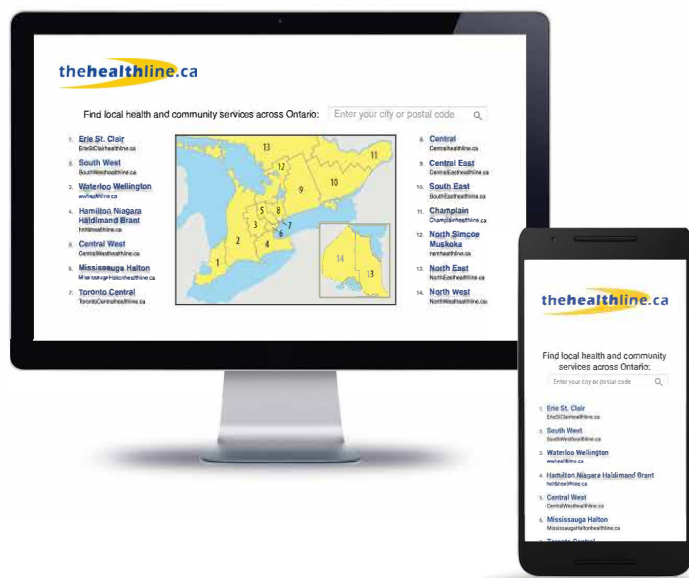 thehealthline.ca
Find local health and community services across Ontario:
Enter your city or postal code
1. Erie St. Clair
ErieStClairhealthline.ca
2. South West
SouthWesthealthline.ca
3. Waterloo Wellington
wwhealthline.ca
4. Hamilton Niagara
Haldimand Brant
hnhbhealthline.ca
5. Central West
CentralWesthealthline.ca
6. Mississauga Halton
MississaugaHaltonhealthline.ca
7. Toronto Central
TorontoCentralhealthline.ca
13
11
12
10
9
5
8
3
7
6
2
4
1
14
13
8. Central
Centralhealthline.ca
9. Central East
CentralEasthealthline.ca
10. South East
SouthEasthealthline.ca
11. Champlain
Champlainhealthline.ca
12. North Simcoe
Muskoka
nsmhealthline.ca
13. North East
NorthEasthealthline.ca
14. North West
NorthWesthealthline.ca
thehealthline.ca
Find local health and community
services across Ontario:
Enter your city or postal code
1. Erie St. Clair
ErieStClairhealthline.ca
2. South West
SouthWesthealthline.ca
3. Waterloo Wellington
wwhealthline.ca
4. Hamilton Niagara Haldimand Brant
hnhbhealthline.ca
5. Central West
CentralWesthealthline.ca
6. Mississauga Halton
MississaugaHaltonhealthline.ca
7. Toronto Central